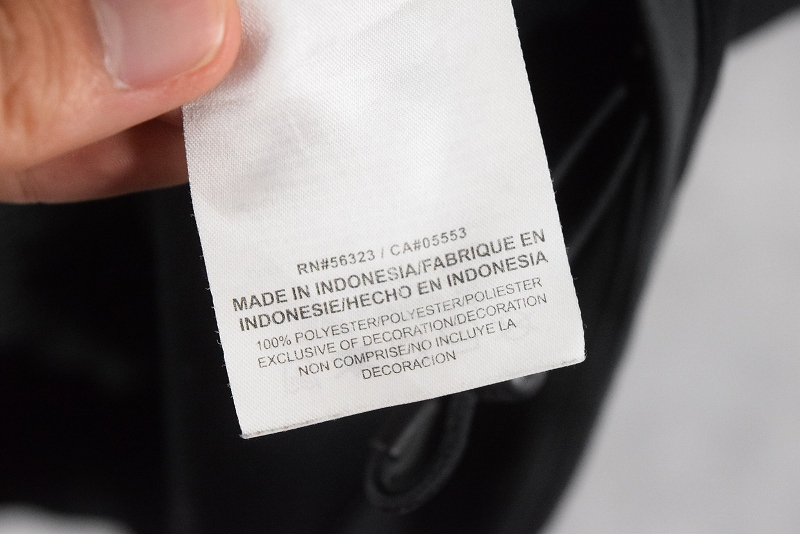 RN#56323 / CA#05553
MADE IN INDONESIA/FABRIQUE EN
INDONESIE/HECHO EN INDONESIA
100% POLYESTER/POLYESTER/POLIESTER
EXCLUSIVE OF DECORATION/DECORATION
NON COMPRISE/NO INCLUYE LA
DECORACION